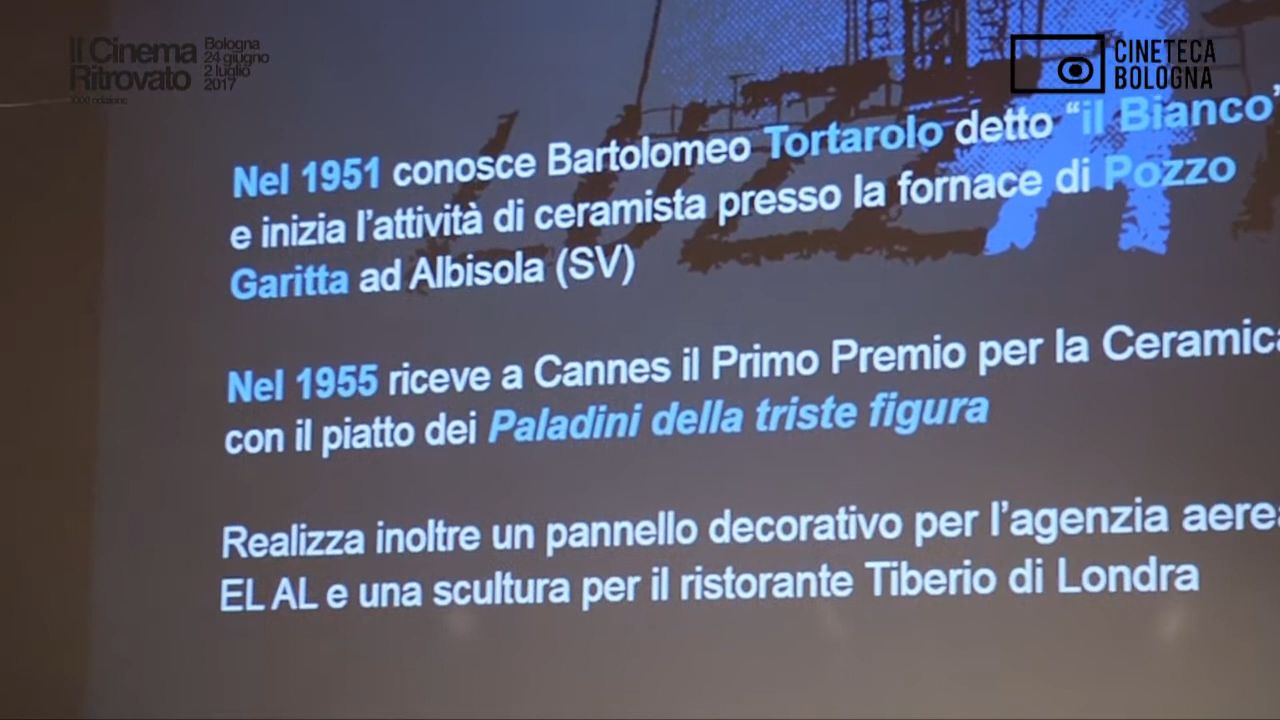 Il Cinema
Ritrovato
XXXI edizione
Bologna
24 giugno
2 luglio
2017
CINETECA
BOLOGNA
Nel 1951 conosce Bartolomeo Tortarolo detto “il Bianco”
e inizia l’attività di ceramista presso la fornace di Pozzo
Garitta ad Albisola (SV)
Nel 1955 riceve a Cannes il Primo Premio per la Ceramica
con il piatto dei Paladini della triste figura
Realizza inoltre un pannello decorativo per l’agenzia aerea
EL AL e una scultura per il ristorante Tiberio di Londra